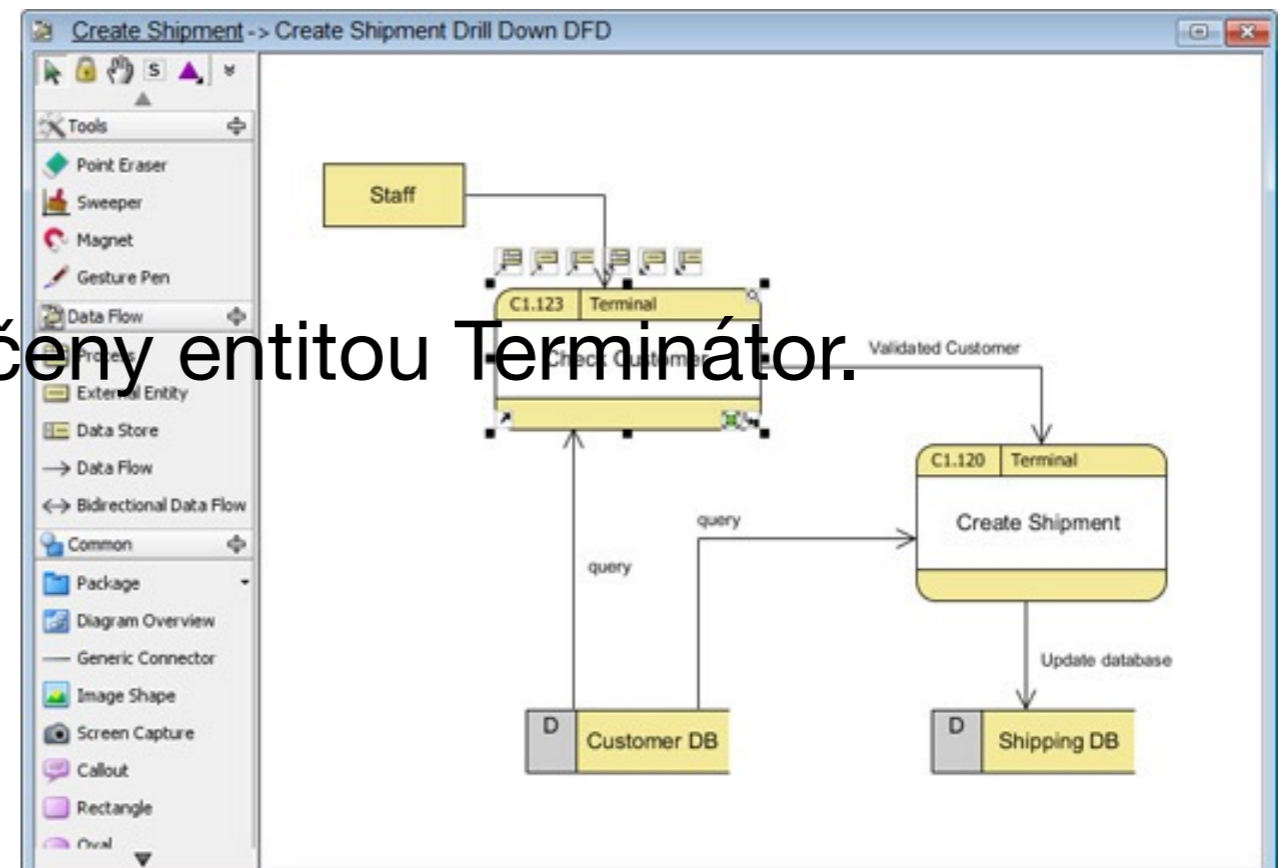 Create Shipment -> Create Shipment Drill Down DFD
S
Tools
Point Eraser
Sweeper
Magnet
Gesture Pen
Data Flow
Process
External Entity
Data Store
Data Flow
Bidirectional Data Flow
Common
Package
Diagram Overview
Generic Connector
Image Shape
Screen Capture
Callout
Rectangle
Oval
Staff
C1.123 Terminal
Check Customer
čeny entitou Terminátor.
Validated Customer
C1.120 Terminal
Create Shipment
query
query
Update database
D Customer DB
D Shipping DB